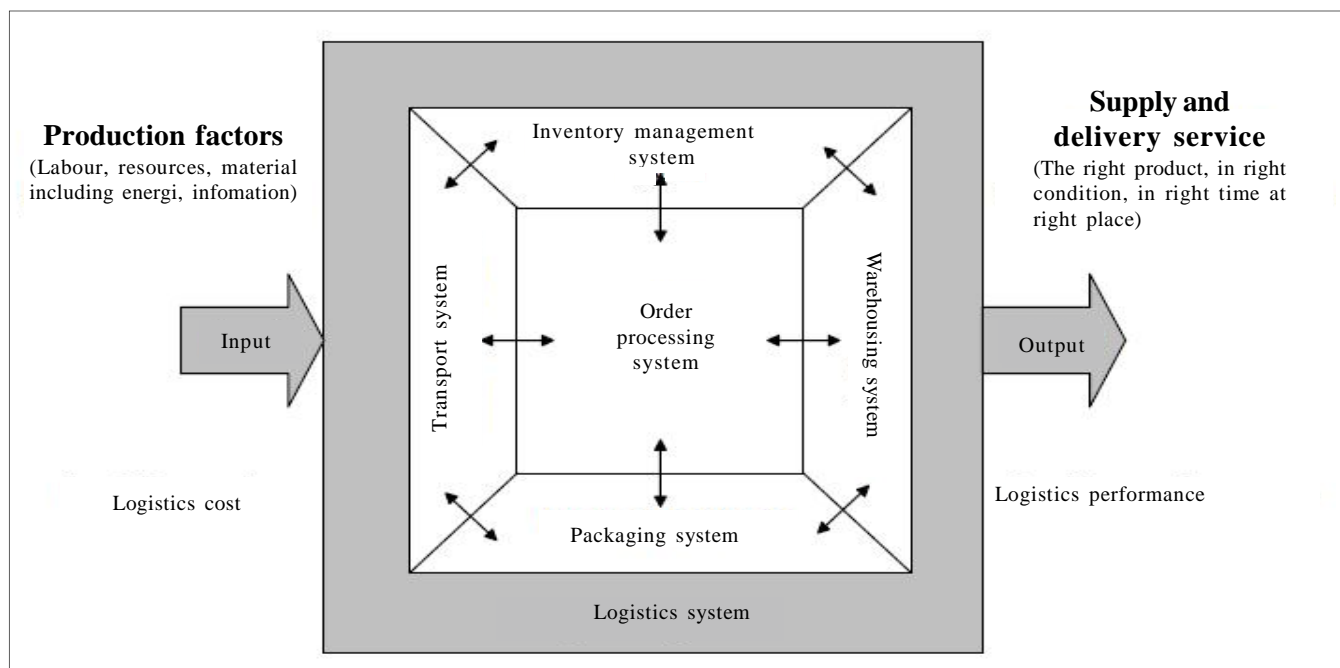 Production factors
(Labour, resources, material
including energi, infomation)
Input
Logistics cost
Inventory management
system
Transport system
Order
processing
system
Warehousing system
Packaging system
Logistics system
Supply and
delivery service
(The right product, in right
condition, in right time at
right place)
Output
Logistics performance